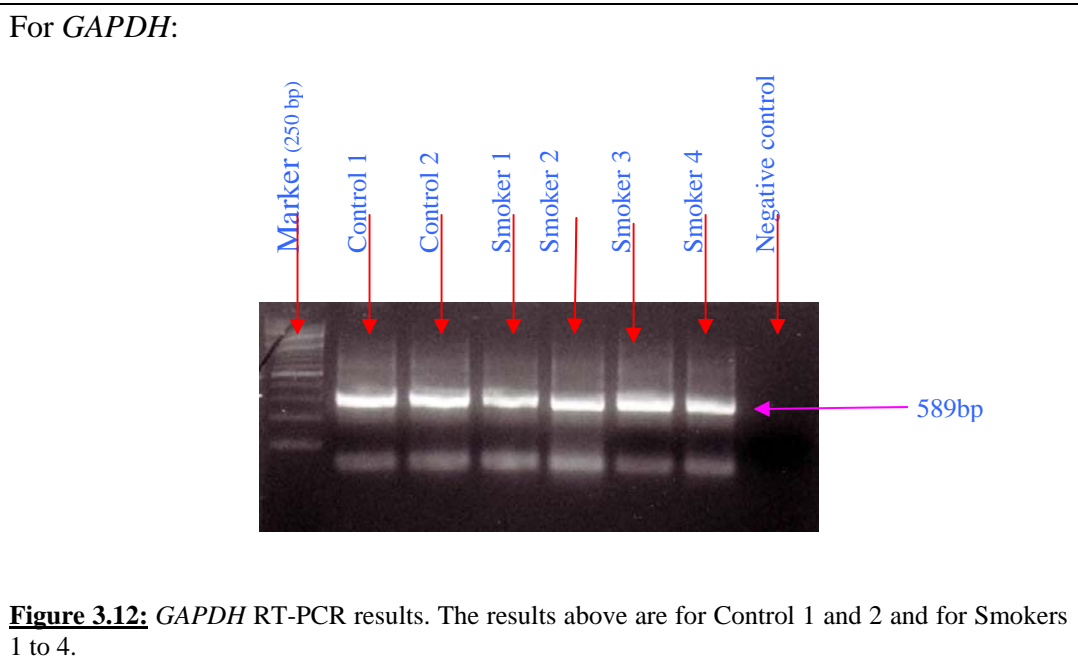 For GAPDH:
Marker (250 bp)
Control 1
Control 2
Smoker 1
Smoker 2
Smoker 3
Smoker 4
Negative control
589bp
Figure 3.12: GAPDH RT-PCR results. The results above are for Control 1 and 2 and for Smokers
1 to 4.